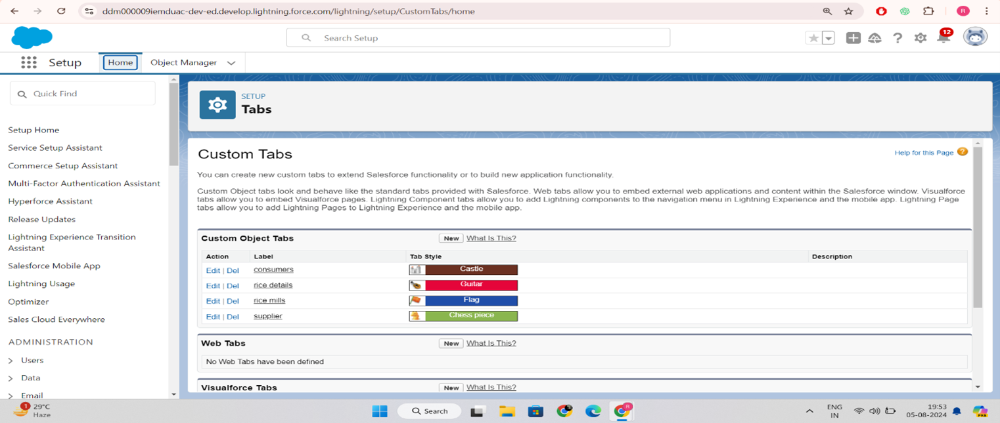 ddm000009iemduac-dev-ed.develop.lightning.force.com/lightning/setup/CustomTabs/home
R
Search Setup
12
Setup
Home
Object Manager
Quick Find
Setup Home
Service Setup Assistant
Commerce Setup Assistant
Multi-Factor Authentication Assistant
Hyperforce Assistant
Release Updates
Lightning Experience Transition
Assistant
Salesforce Mobile App
Lightning Usage
Optimizer
Sales Cloud Everywhere
ADMINISTRATION
Users
Data
Email
SETUP
Tabs
Custom Tabs
Help for this Page ?
You can create new custom tabs to extend Salesforce functionality or to build new application functionality.
Custom Object tabs look and behave like the standard tabs provided with Salesforce. Web tabs allow you to embed external web applications and content within the Salesforce window. Visualforce
tabs allow you to embed Visualforce pages. Lightning Component tabs allow you to add Lightning components to the navigation menu in Lightning Experience and the mobile app. Lightning Page
tabs allow you to add Lightning Pages to Lightning Experience and the mobile app.
Custom Object Tabs New What Is This?
Action Label Tab Style Description
Edit | Del consumers Castle
Edit | Del rice details Guitar
Edit | Del rice mills Flag
Edit | Del supplier Chess piece
Web Tabs New What Is This?
No Web Tabs have been defined
Visualforce Tabs New What Is This?
1
29°C
Haze
Search
R
ENG
IN
19:53
05-08-2024
PRE